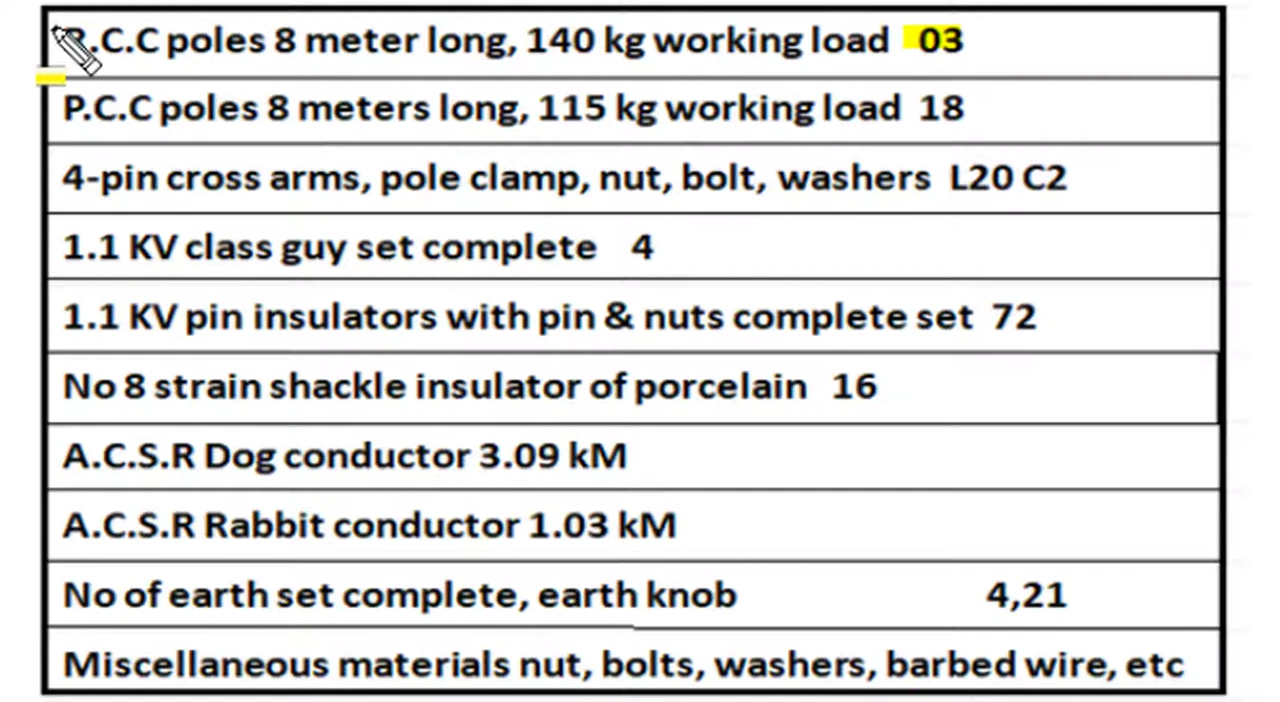 .C.C poles 8 meter long, 140 kg working load 03
P.C.C poles 8 meters long, 115 kg working load 18
4-pin cross arms, pole clamp, nut, bolt, washers L20 C2
1.1 KV class guy set complete 4
1.1 KV pin insulators with pin & nuts complete set 72
No 8 strain shackle insulator of porcelain 16
A.C.S.R Dog conductor 3.09 kM
A.C.S.R Rabbit conductor 1.03 kM
No of earth set complete, earth knob 4,21
Miscellaneous materials nut, bolts, washers, barbed wire, etc